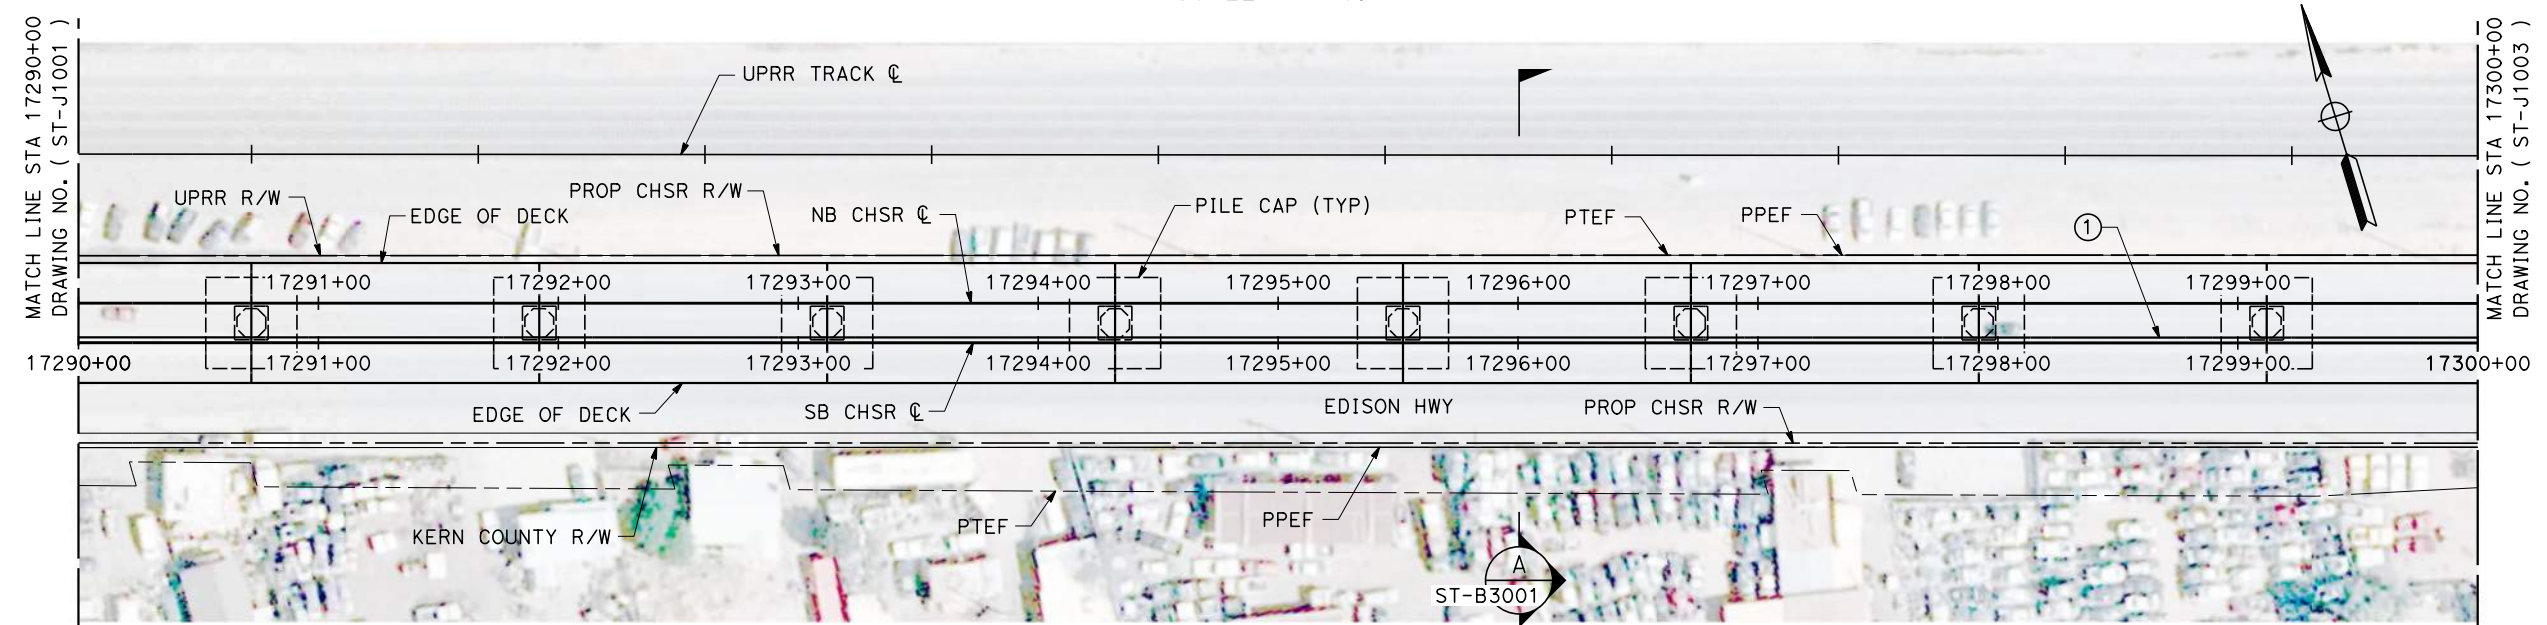 MATCH LINE STA 17290+00
DRAWING NO. ( ST-J1001 )
MATCH LINE STA 17300+00
DRAWING NO. ( ST-J1003 )
UPRR TRACK ℄
UPRR R/W
EDGE OF DECK
PROP CHSR R/W
NB CHSR ℄
PILE CAP (TYP)
PTEF
PPEF
1
17291+00
17292+00
17293+00
17294+00
17295+00
17296+00
17297+00
17298+00
17299+00
17290+00
17291+00
17292+00
17293+00
17294+00
17295+00
17296+00
17297+00
17298+00
17299+00
17300+00
EDGE OF DECK
SB CHSR ℄
EDISON HWY
PROP CHSR R/W
KERN COUNTY R/W
PTEF
PPEF
A
ST-B3001